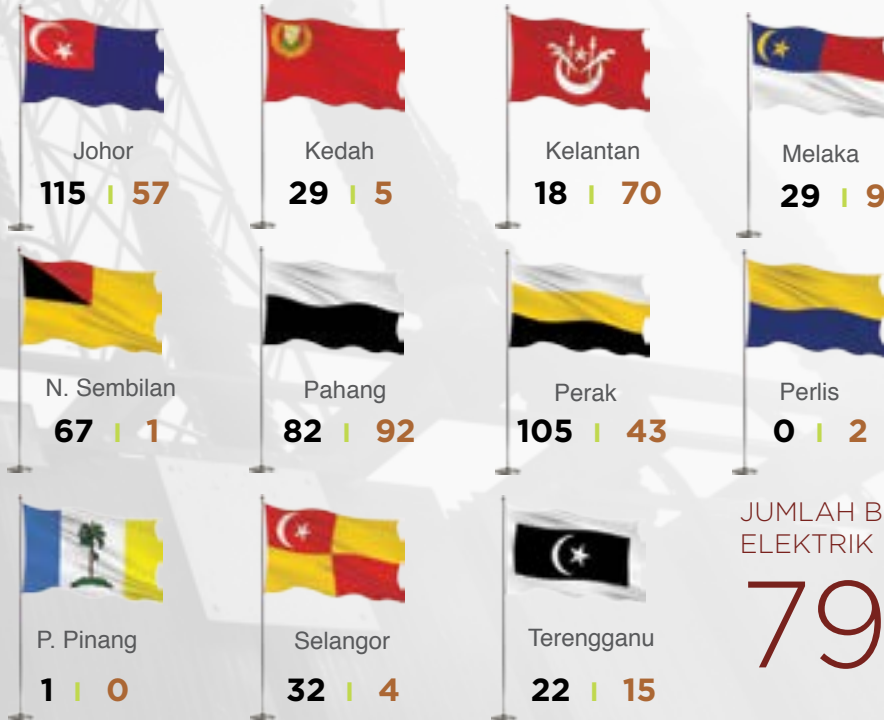 Johor
115 | 57
Kedah
29 | 5
Kelantan
18 | 70
Melaka
29 | 9
N. Sembilan
67 | 1
Pahang
82 | 92
Perak
105 | 43
Perlis
0 | 2
P. Pinang
1 | 0
Selangor
32 | 4
Terengganu
22 | 15
JUMLAH B
ELEKTRIK
79